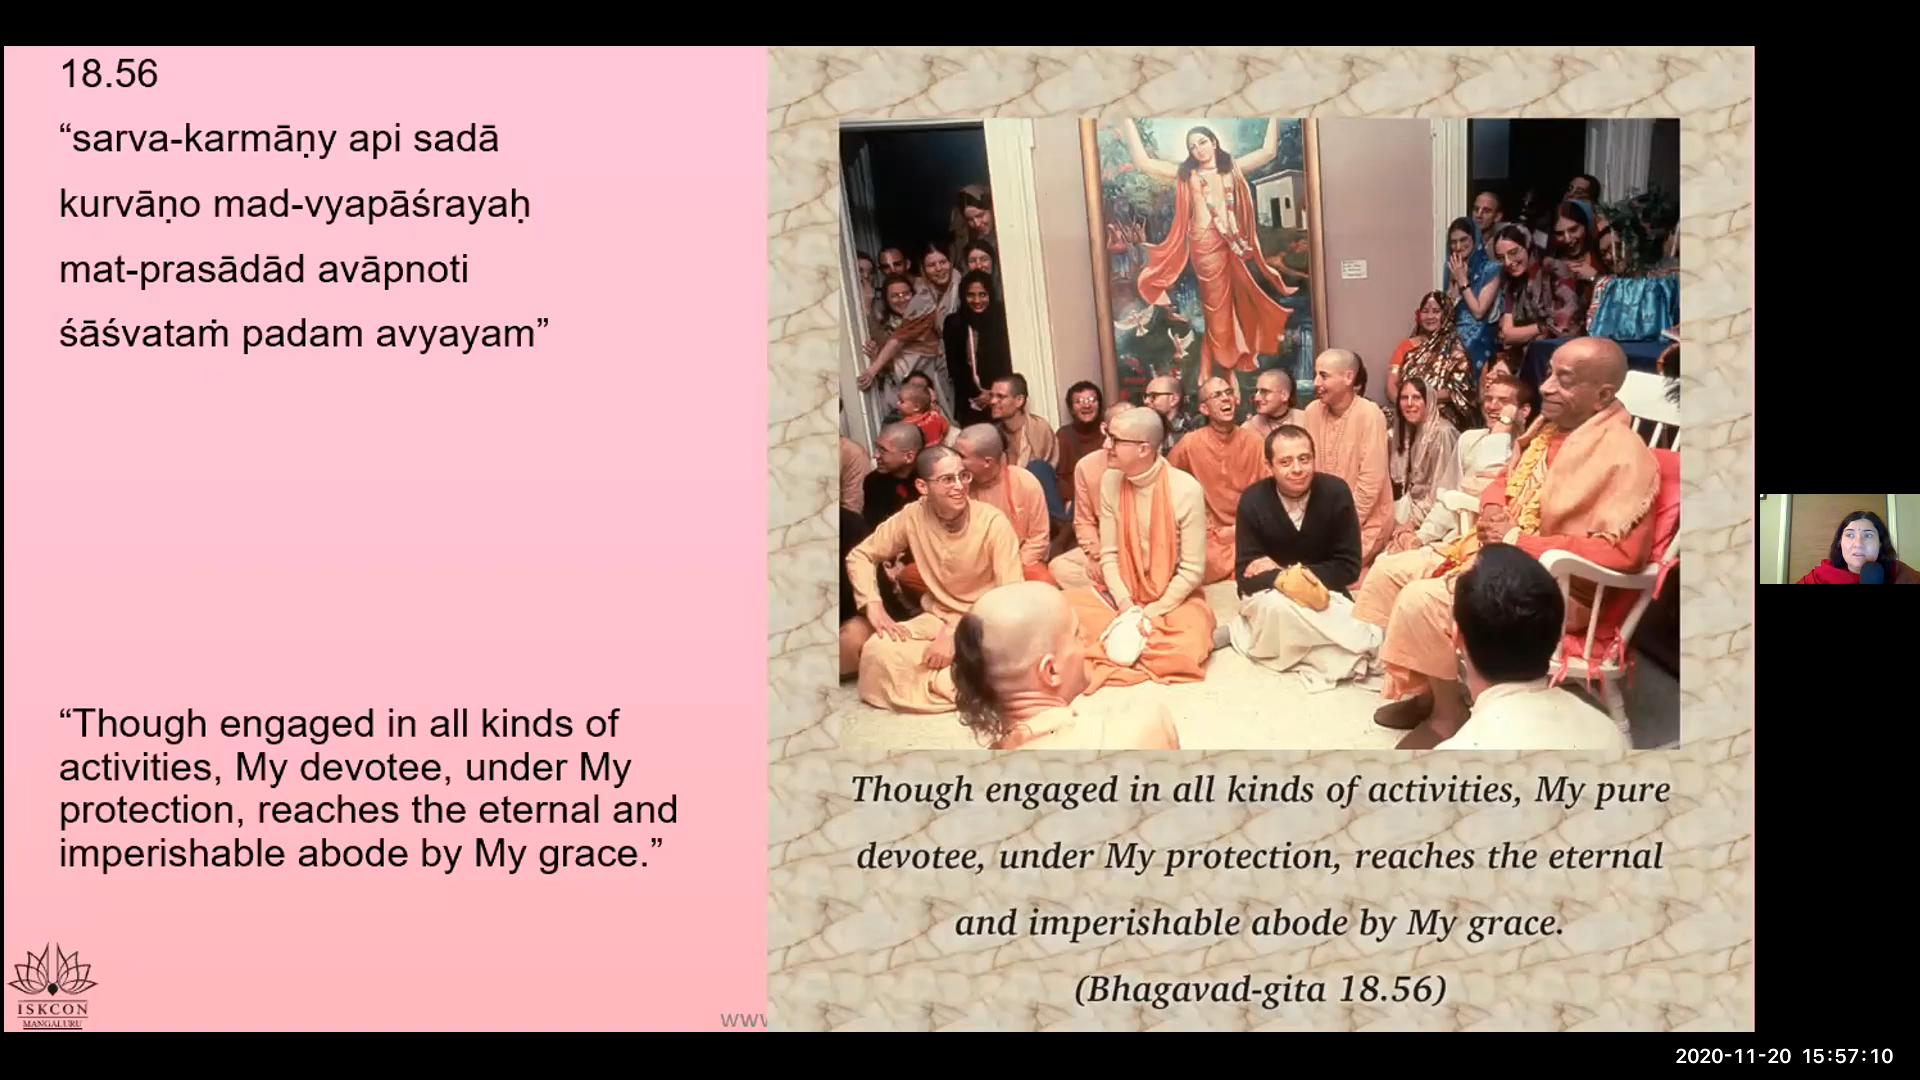 18.56
“sarva-karmāṇy api sadā
kurvāṇo mad-vyapāśrayaḥ
mat-prasādād avāpnoti
śāśvataṁ padam avyayam”
“Though engaged in all kinds of
activities, My devotee, under My
protection, reaches the eternal and
imperishable abode by My grace.”
ISKCON
MANGALURU
www
Though engaged in all kinds of activities, My pure
devotee, under My protection, reaches the eternal
and imperishable abode by My grace.
(Bhagavad-gita 18.56)
2020-11-20 15:57:10